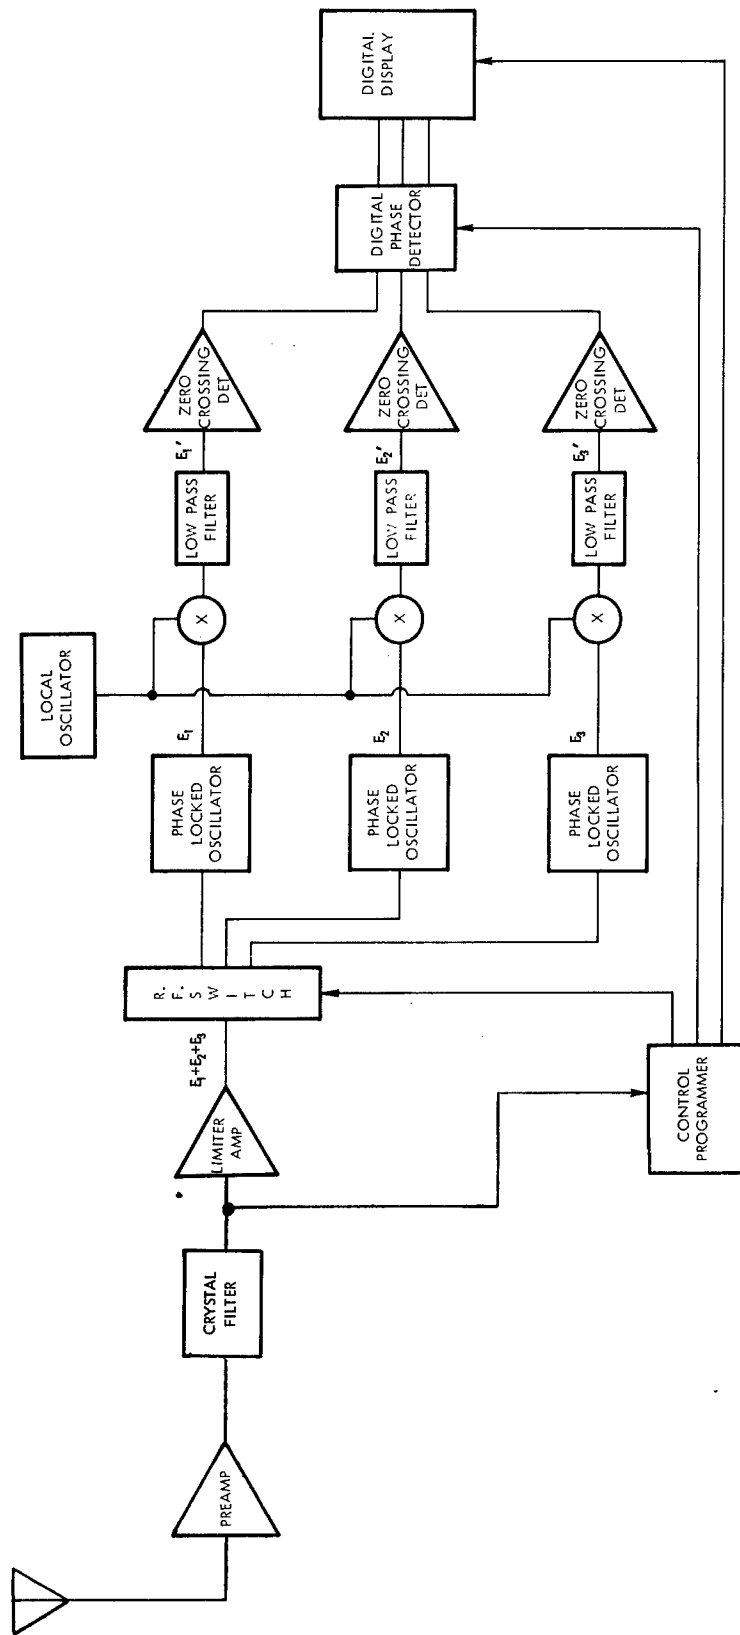 PREAMP
CRYSTAL
FILTER
LIMITER
AMP
E₁+E₂+E₃
R.F.
SWITCH
PHASE
LOCKED
OSCILLATOR
PHASE
LOCKED
OSCILLATOR
PHASE
LOCKED
OSCILLATOR
E₁
E₂
E₃
LOCAL
OSCILLATOR
X
X
X
LOW PASS
FILTER
LOW PASS
FILTER
LOW PASS
FILTER
E₁'
E₂'
E₃'
ZERO
CROSSING
DET
ZERO
CROSSING
DET
ZERO
CROSSING
DET
DIGITAL
PHASE
DETECTOR
DIGITAL
DISPLAY
CONTROL
PROGRAMMER